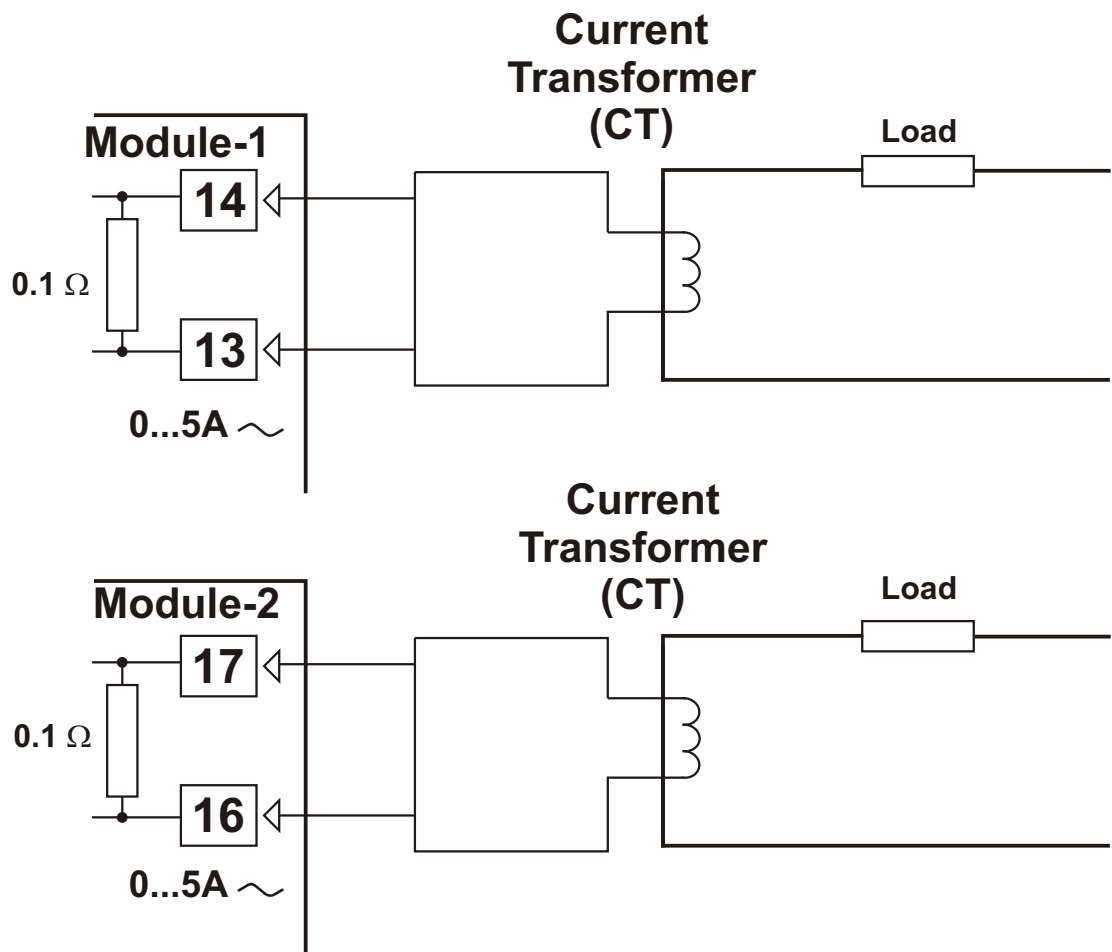 Current
Transformer
(CT)
Load
Module-1
14
0.1 Ω
13
0...5A ~
Current
Transformer
(CT)
Load
Module-2
17
0.1 Ω
16
0...5A ~